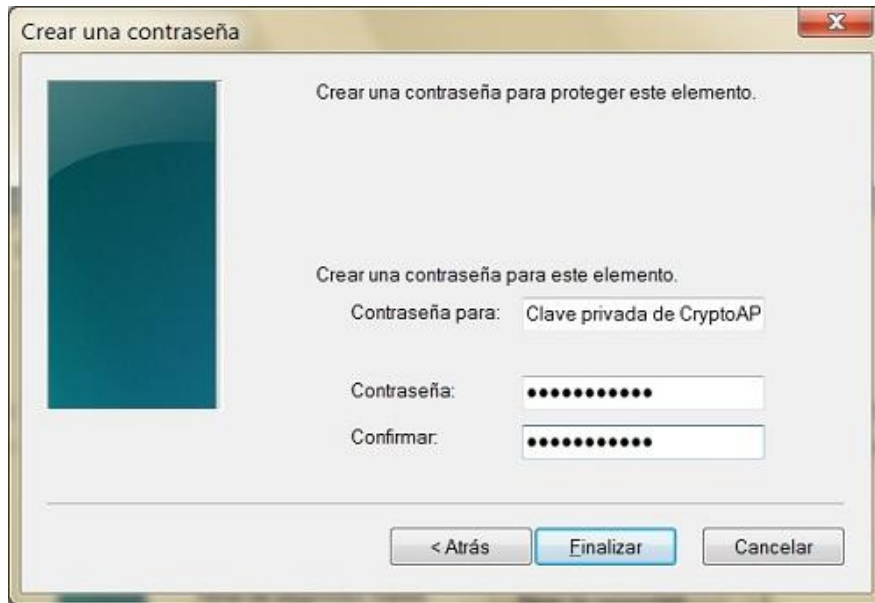 Crear una contraseña
Crear una contraseña para proteger este elemento.
Crear una contraseña para este elemento.
Contraseña para: Clave privada de CryptoAP
Contraseña: ●●●●●●●●●●●
Confirmar: ●●●●●●●●●●●
< Atrás Finalizar Cancelar